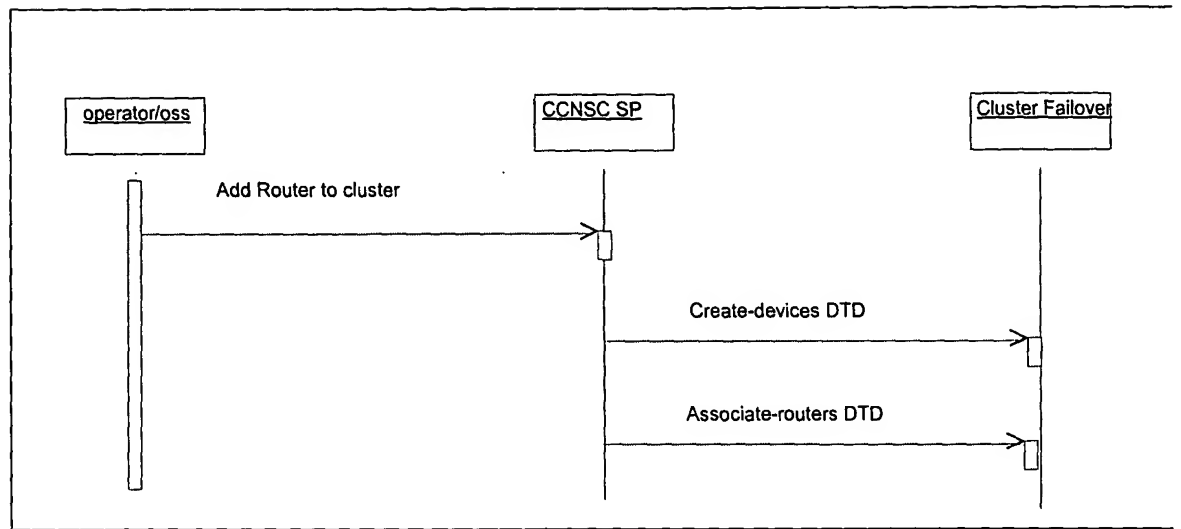 operator/oss
CCNSC SP
Cluster Failover
Add Router to cluster
Create-devices DTD
Associate-routers DTD